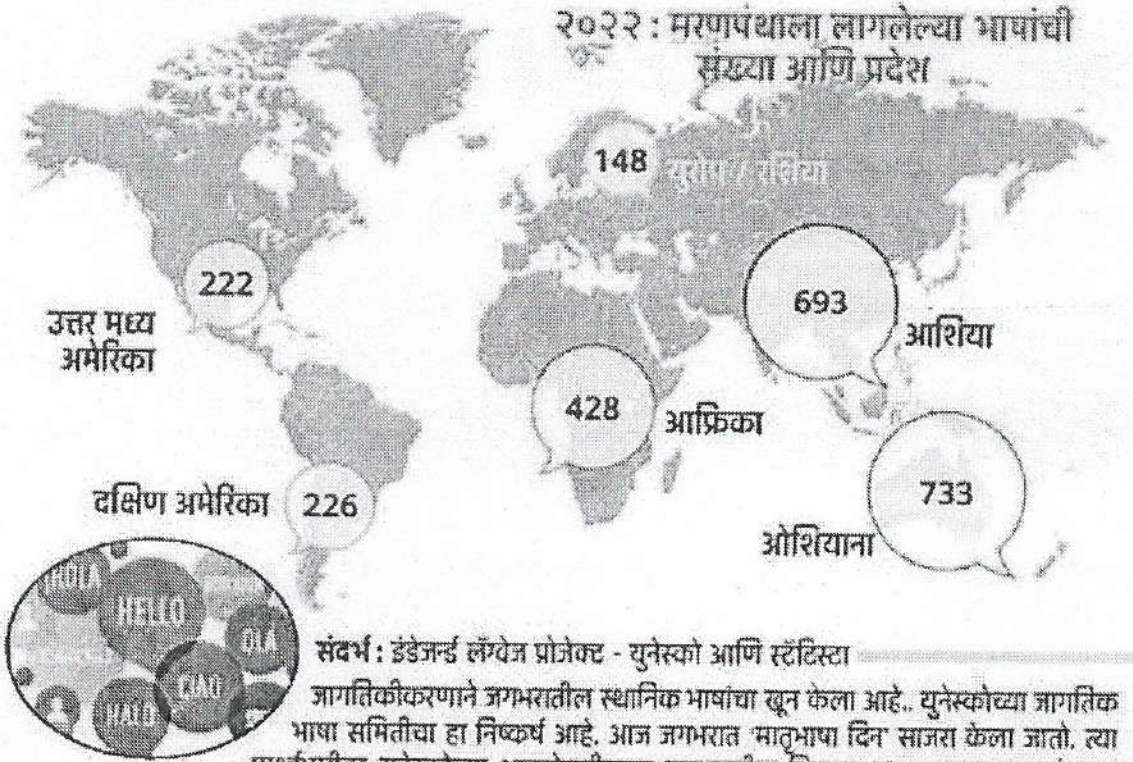 २०२२ : मरणपंथाला लागलेल्या भाषांची
संख्या आणि प्रदेश
148 युरोप / रशिया
222
उत्तर मध्य
अमेरिका
693
आशिया
428
आफ्रिका
दक्षिण अमेरिका
226
733
ओशियाना
HOLA
HELLO
OLA
CIAO
HALO
संदर्भ : इंडेजर्न्ड लॅंग्वेज प्रोजेक्ट - युनेस्को आणि स्टॅटिस्टा
जागतिकीकरणाने जगभरातील स्थानिक भाषांचा खून केला आहे.. युनेस्कोच्या जागतिक
भाषा समितीचा हा निष्कर्ष आहे. आज जगभरात 'मातृभाषा दिन' साजरा केला जातो. त्या